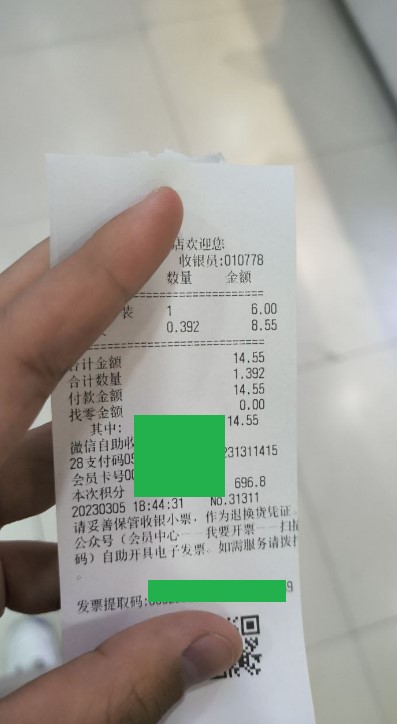 店欢迎您
收银员:010778
数量 金额
装 1 6.00
0.392 8.55
合计金额 14.55
合计数量 1.392
付款金额 14.55
找零金额 0.00
其中: 14.55
微信自助收 231311415
28支付码05
会员卡号00
本次积分 696.8
20230305 18:44:31 No.31311
请妥善保管收银小票, 作为退换货凭证。
公众号（会员中心——我要开票——扫描
码）自助开具电子发票。如需服务请拨打
。
发票提取码: 9